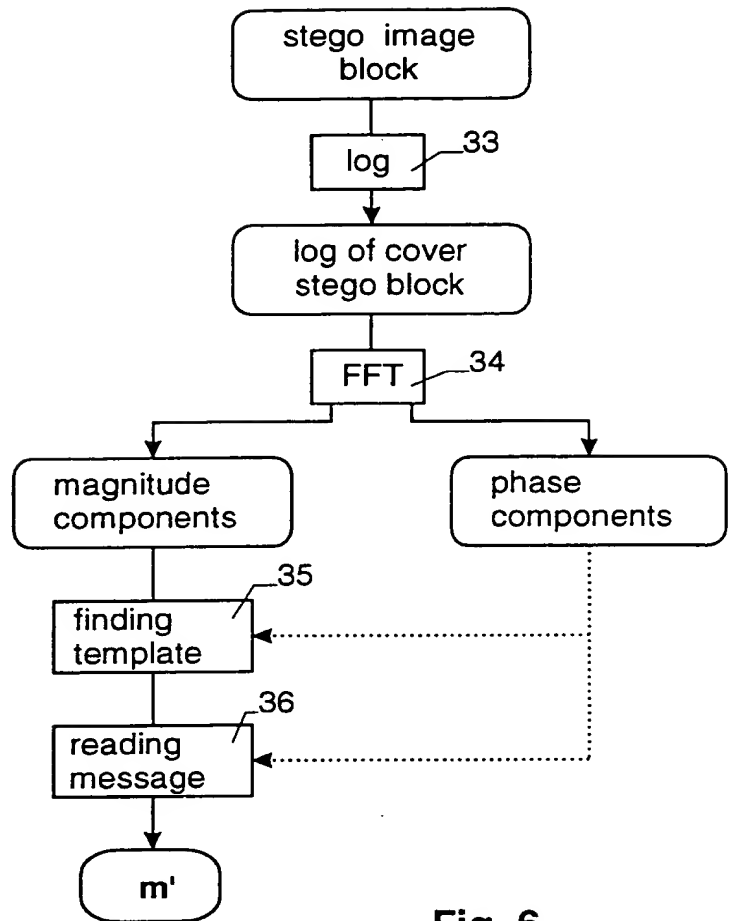 stego image
block
log
33
log of cover
stego block
FFT
34
magnitude
components
phase
components
35
finding
template
36
reading
message
m'
Fig. 6